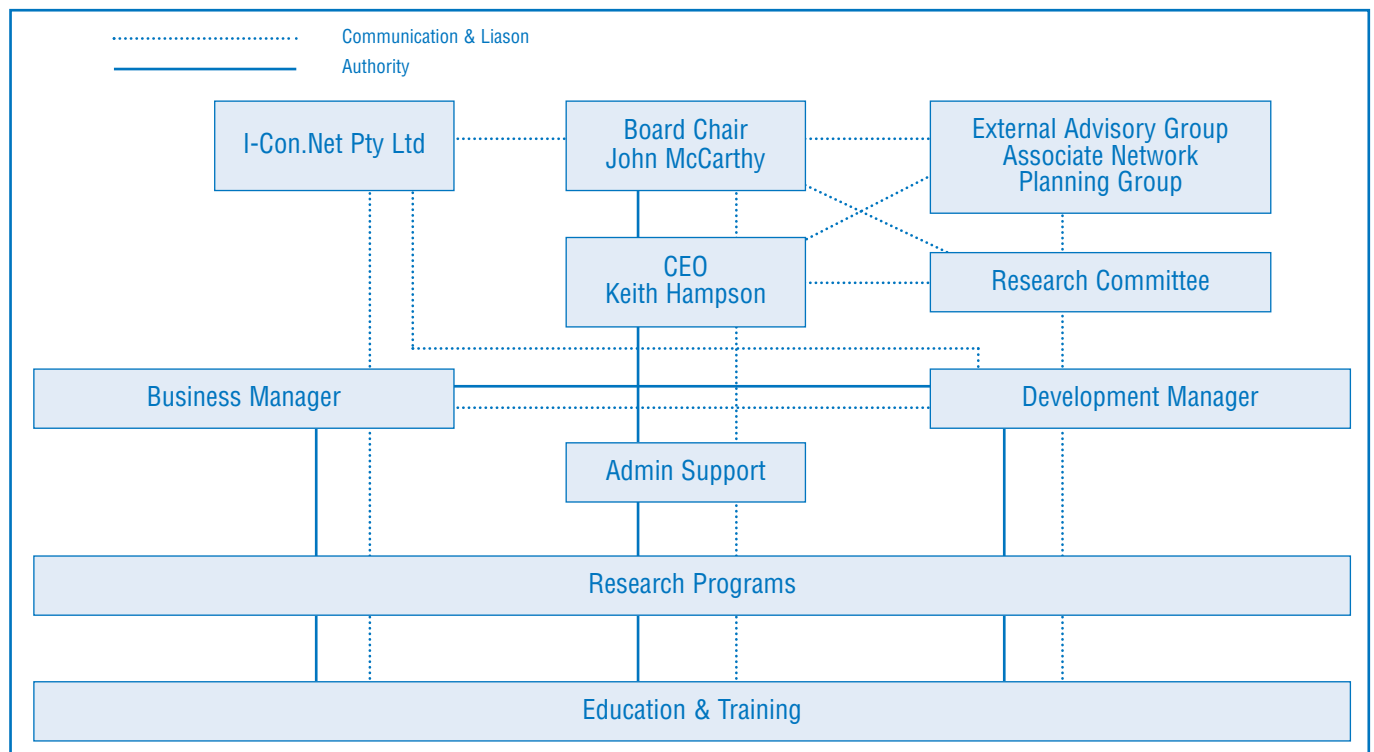 Communication & Liason
Authority
I-Con.Net Pty Ltd
Board Chair
John McCarthy
External Advisory Group
Associate Network
Planning Group
CEO
Keith Hampson
Research Committee
Business Manager
Development Manager
Admin Support
Research Programs
Education & Training